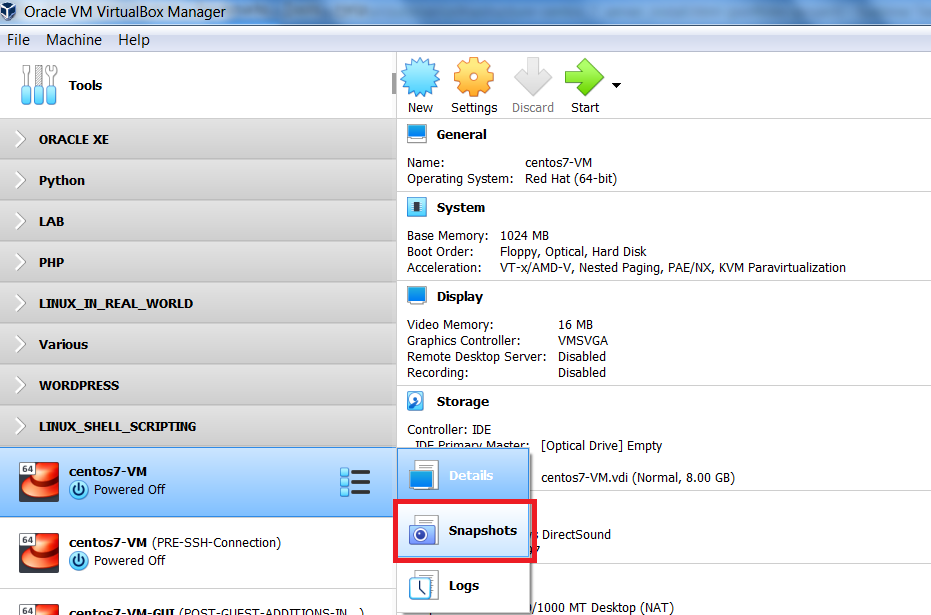 Oracle VM VirtualBox Manager
File Machine Help
Tools
New Settings Discard Start
ORACLE XE
Python
LAB
PHP
LINUX_IN_REAL_WORLD
Various
WORDPRESS
LINUX_SHELL_SCRIPTING
64
centos7-VM
Powered Off
64
centos7-VM (PRE-SSH-Connection)
Powered Off
64
centos7-VM-GUI (POST-GUEST-ADDITIONS-IN...)
General
Name: centos7-VM
Operating System: Red Hat (64-bit)
System
Base Memory: 1024 MB
Boot Order: Floppy, Optical, Hard Disk
Acceleration: VT-x/AMD-V, Nested Paging, PAE/NX, KVM Paravirtualization
Display
Video Memory: 16 MB
Graphics Controller: VMSVGA
Remote Desktop Server: Disabled
Recording: Disabled
Storage
Controller: IDE
IDE Primary Master: [Optical Drive] Empty
centos7-VM.vdi (Normal, 8.00 GB)
Details
Snapshots
DirectSound
Logs
/1000 MT Desktop (NAT)